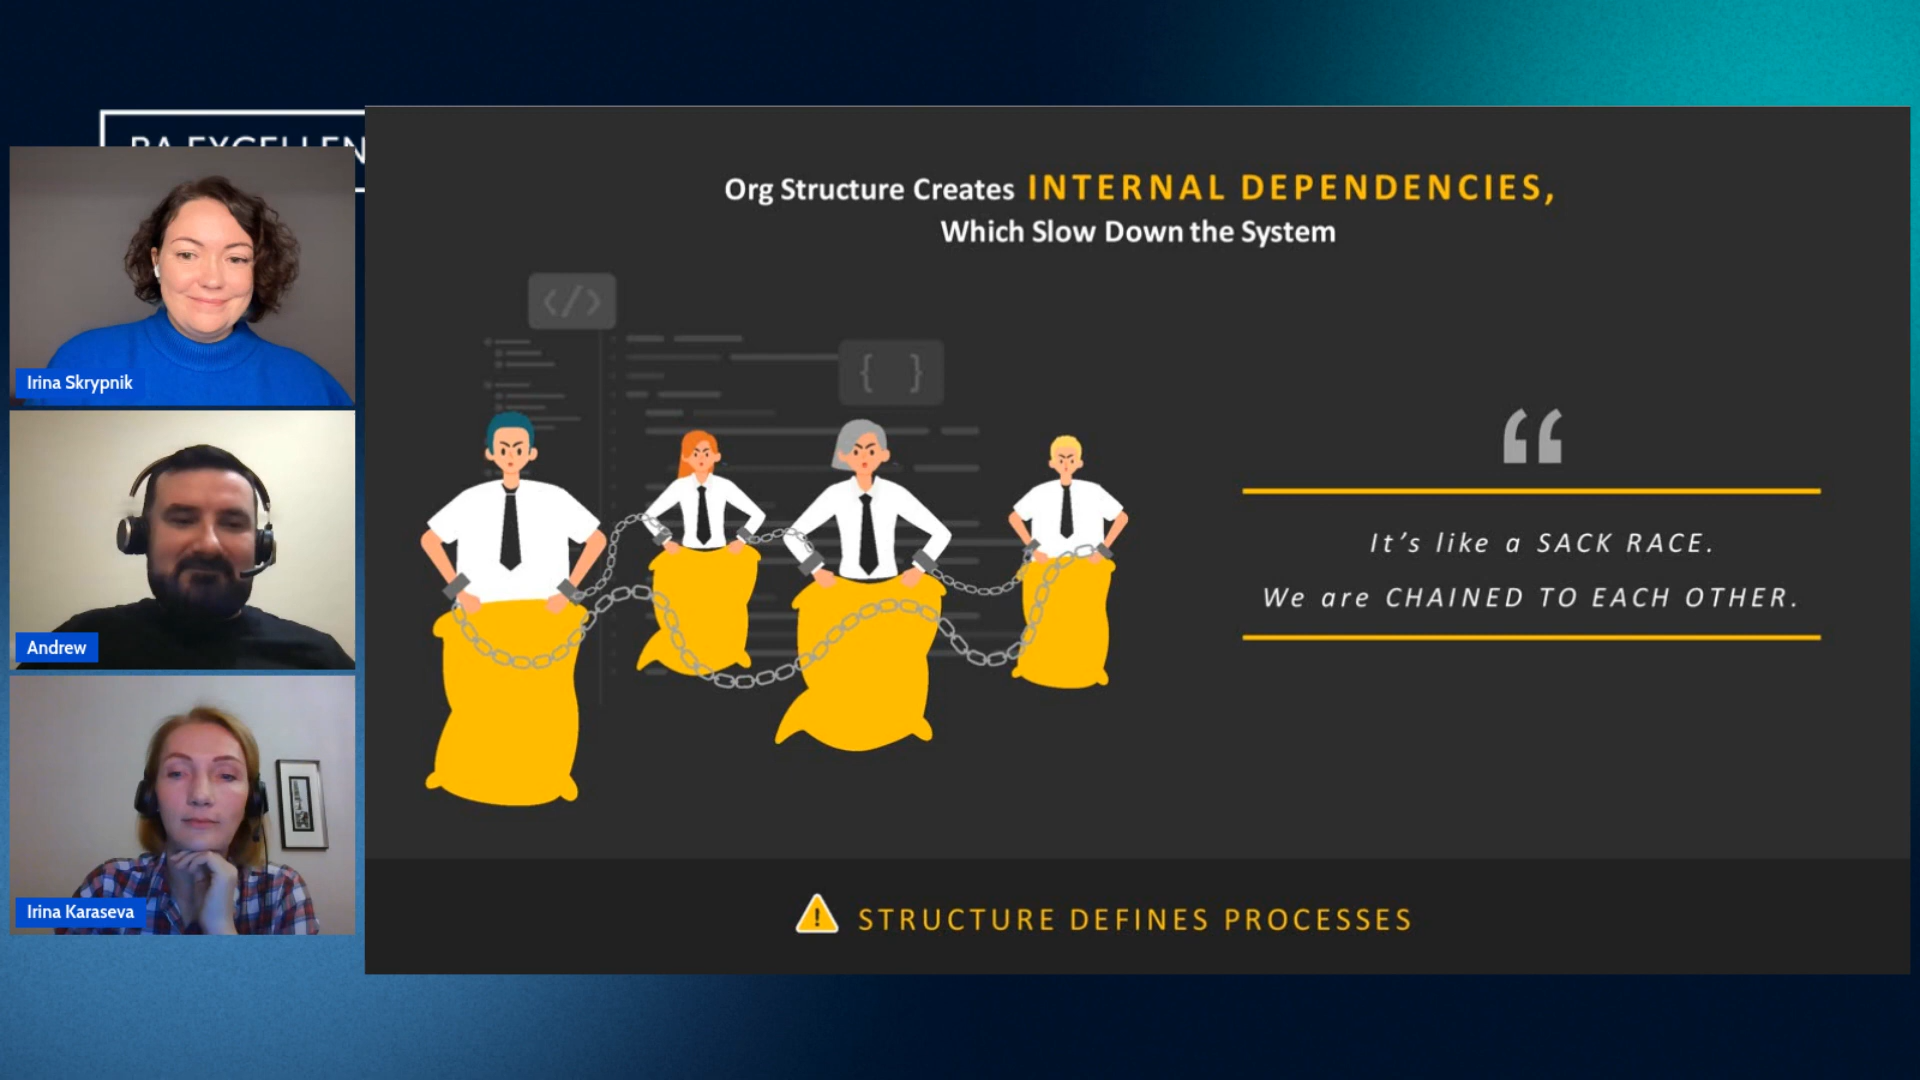 Irina Skrypnik
Andrew
Irina Karaseva
Org Structure Creates INTERNAL DEPENDENCIES,
Which Slow Down the System
</>
{ }
“
It’s like a SACK RACE.
We are CHAINED TO EACH OTHER.
! STRUCTURE DEFINES PROCESSES